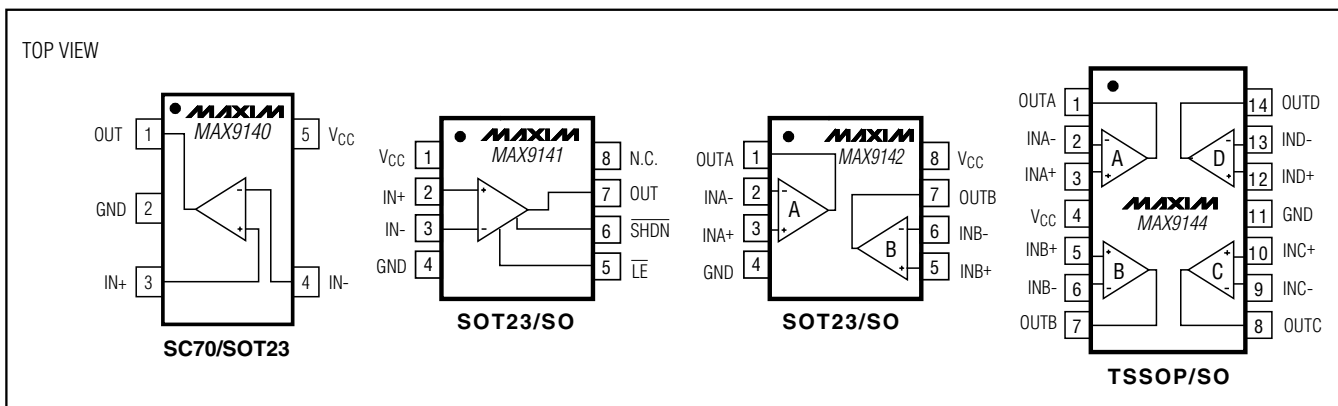 TOP VIEW
MAXIM
MAX9140
OUT 1
5 VCC
GND 2
IN+ 3
4 IN-
SC70/SOT23
MAXIM
MAX9141
VCC 1
8 N.C.
IN+ 2
+
7 OUT
IN- 3
-
6 SHDN
GND 4
5 LE
SOT23/SO
MAXIM
MAX9142
OUTA 1
8 VCC
INA- 2
-
7 OUTB
A
INA+ 3
+
- 6 INB-
B
GND 4
+ 5 INB+
SOT23/SO
OUTA 1
14 OUTD
INA- 2
-
- 13 IND-
A
D
INA+ 3
+
+ 12 IND+
MAXIM
MAX9144
VCC 4
11 GND
INB+ 5
+
+ 10 INC+
B
C
INB- 6
-
- 9 INC-
OUTB 7
8 OUTC
TSSOP/SO